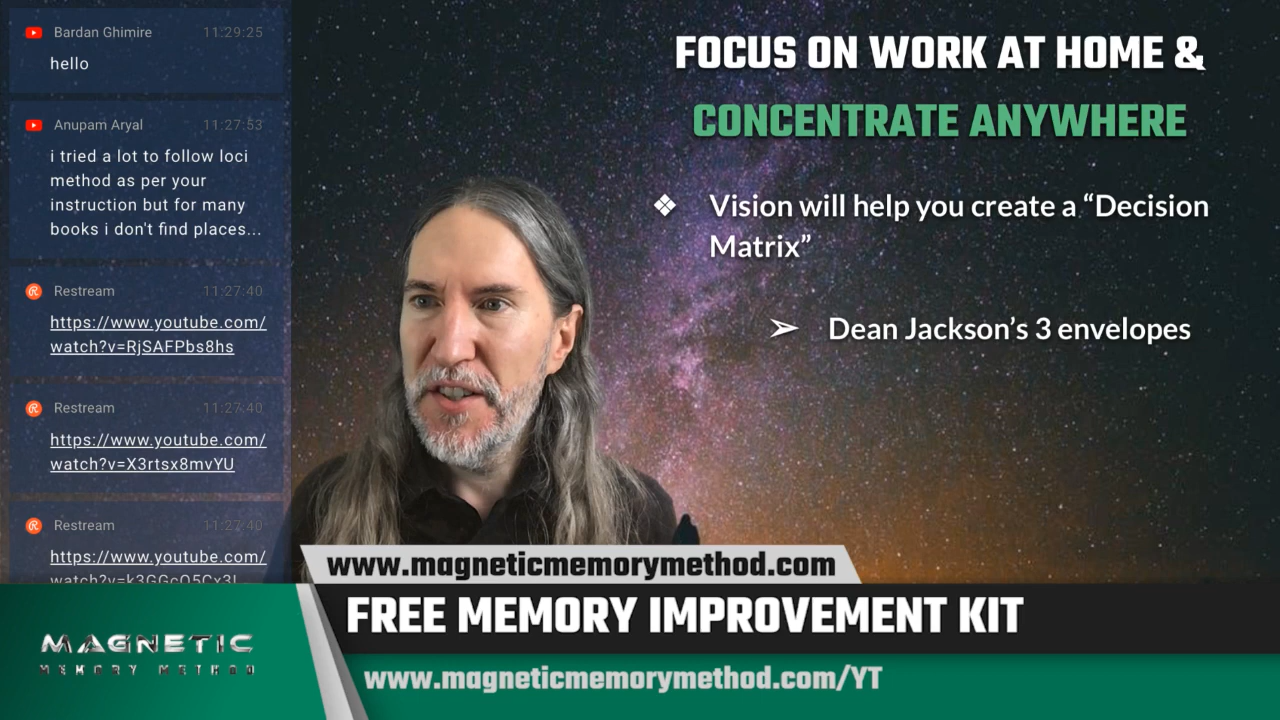 Bardan Ghimire 11:29:25
hello
Anupam Aryal 11:27:53
i tried a lot to follow loci
method as per your
instruction but for many
books i don't find places...
Restream 11:27:40
https://www.youtube.com/
watch?v=RjSAFPbs8hs
Restream 11:27:40
https://www.youtube.com/
watch?v=X3rtsx8mvYU
Restream 11:27:40
https://www.youtube.com/
FOCUS ON WORK AT HOME &
CONCENTRATE ANYWHERE
❖ Vision will help you create a “Decision
Matrix”
➢ Dean Jackson’s 3 envelopes
www.magneticmemorymethod.com
FREE MEMORY IMPROVEMENT KIT
www.magneticmemorymethod.com/YT
MAGNETIC
MEMORY METHOD